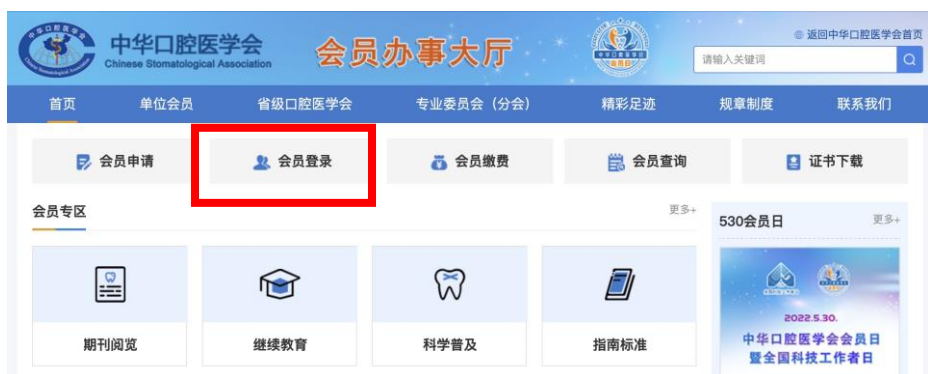 返回中华口腔医学会首页
中华口腔医学会
Chinese Stomatological Association
会员办事大厅
请输入关键词
首页 单位会员 省级口腔医学会 专业委员会（分会） 精彩足迹 规章制度 联系我们
会员申请 会员登录 会员缴费 会员查询 证书下载
会员专区 更多+
530会员日 更多+
期刊阅览 继续教育 科学普及 指南标准
2022.5.30.
中华口腔医学会会员日
暨全国科技工作者日